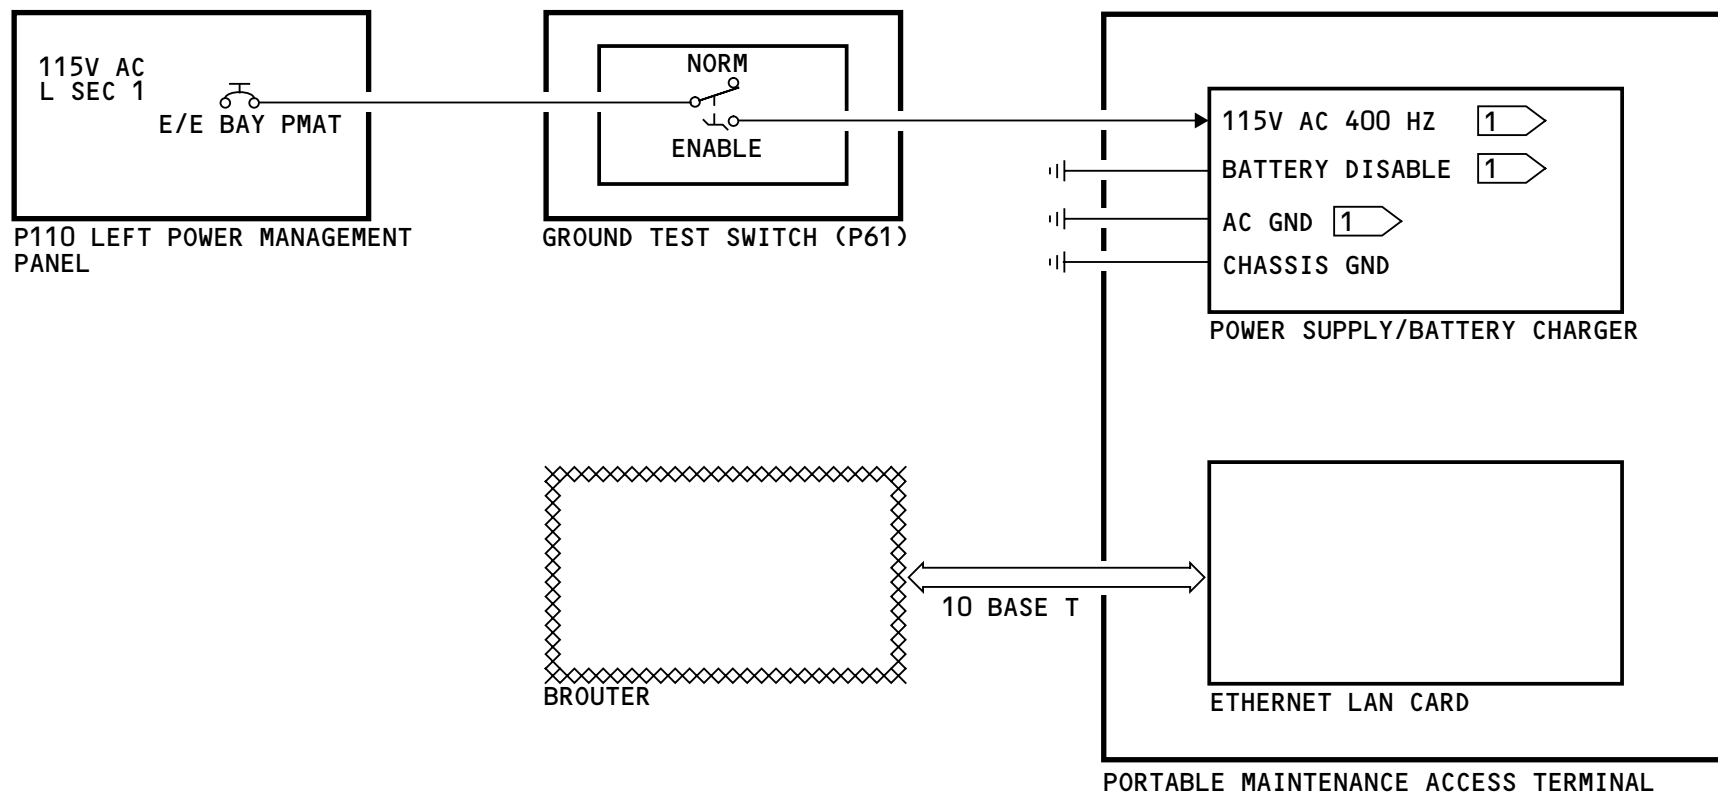 115V AC
L SEC 1
E/E BAY PMAT
P110 LEFT POWER MANAGEMENT
PANEL
NORM
ENABLE
GROUND TEST SWITCH (P61)
115V AC 400 HZ 1
BATTERY DISABLE 1
AC GND 1
CHASSIS GND
POWER SUPPLY/BATTERY CHARGER
10 BASE T
BROUTER
ETHERNET LAN CARD
PORTABLE MAINTENANCE ACCESS TERMINAL